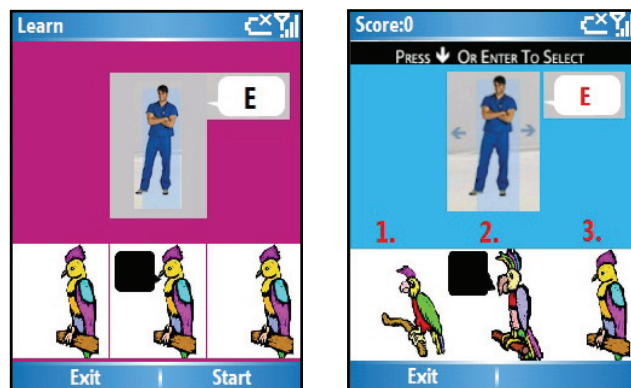 Learn
E
Exit Start
Score:0
PRESS ↓ OR ENTER TO SELECT
E
1. 2. 3.
Exit